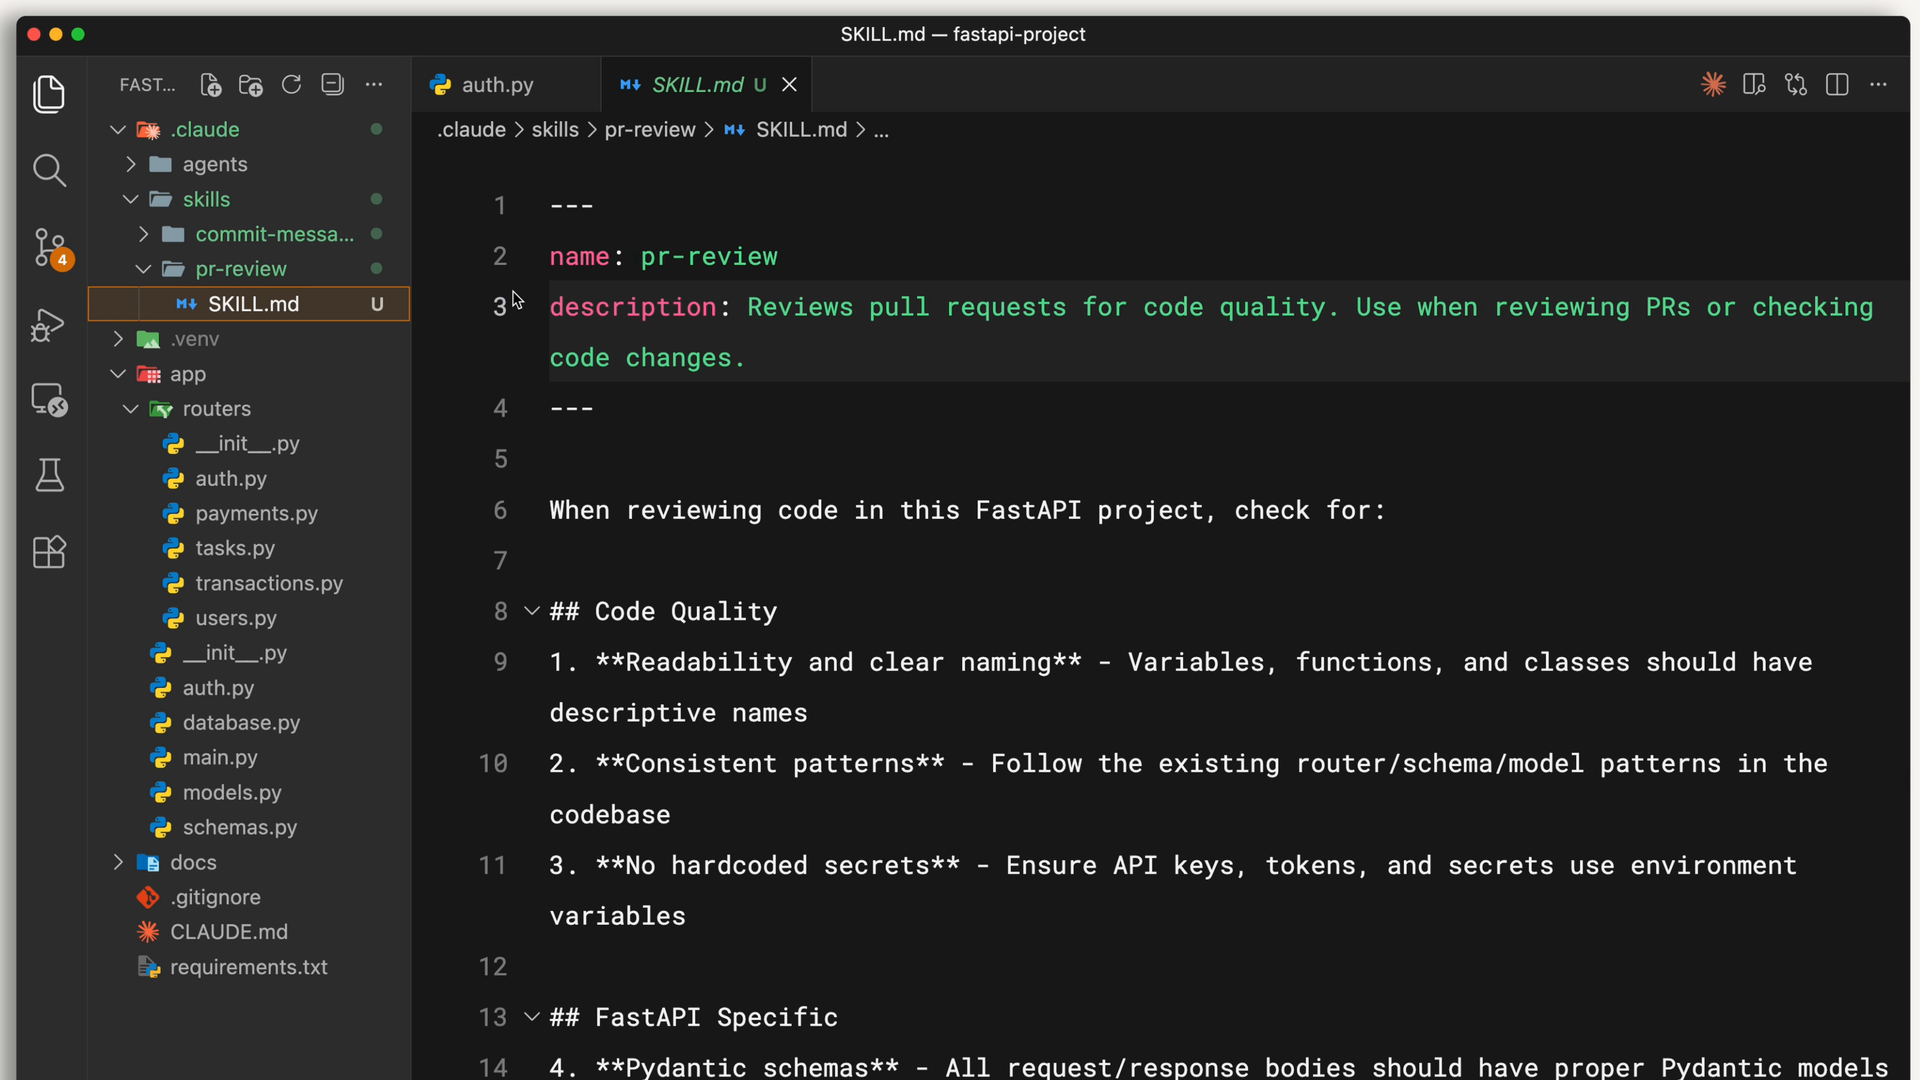 SKILL.md — fastapi-project
FAST...
auth.py
SKILL.md U
.claude > skills > pr-review > SKILL.md > ...
.claude
agents
skills
commit-messa...
pr-review
SKILL.md U
.venv
app
routers
__init__.py
auth.py
payments.py
tasks.py
transactions.py
users.py
__init__.py
auth.py
database.py
main.py
models.py
schemas.py
docs
.gitignore
CLAUDE.md
requirements.txt
4
1 ---
2 name: pr-review
3 description: Reviews pull requests for code quality. Use when reviewing PRs or checking
code changes.
4 ---
5
6 When reviewing code in this FastAPI project, check for:
7
8 ## Code Quality
9 1. **Readability and clear naming** - Variables, functions, and classes should have
descriptive names
10 2. **Consistent patterns** - Follow the existing router/schema/model patterns in the
codebase
11 3. **No hardcoded secrets** - Ensure API keys, tokens, and secrets use environment
variables
12
13 ## FastAPI Specific
14 4. **Pydantic schemas** - All request/response bodies should have proper Pydantic models